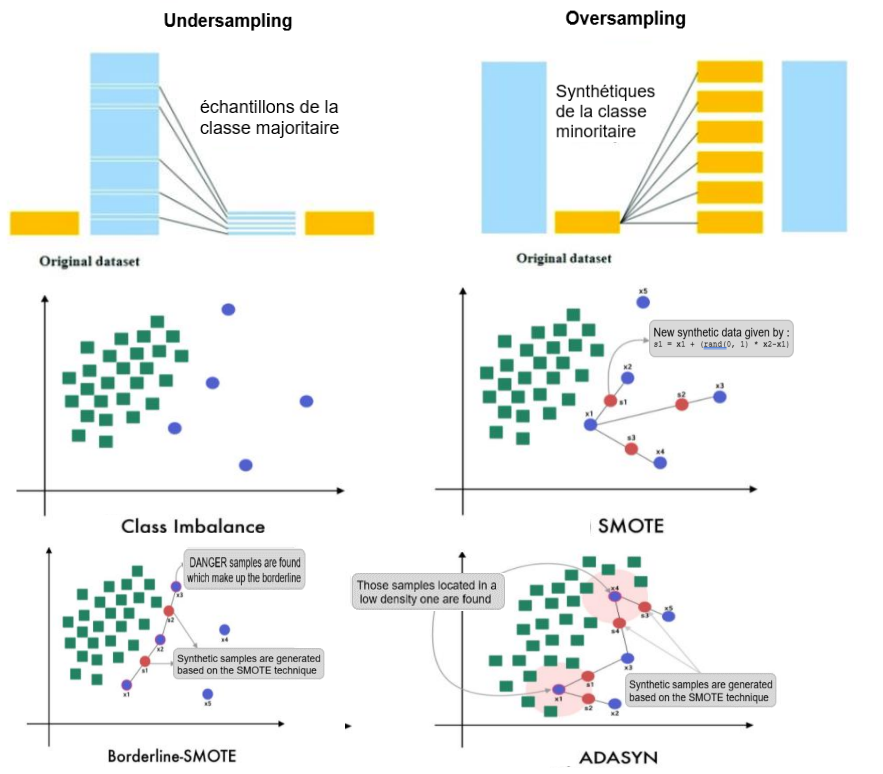 Undersampling
Oversampling
échantillons de la
classe majoritaire
Synthétiques
de la classe
minoritaire
Original dataset
Original dataset
x5
New synthetic data given by :
s1 = x1 + (rand(0, 1) * x2-x1)
x2
s1
x3
s2
x1
s3
x4
Class Imbalance
SMOTE
DANGER samples are found
which make up the borderline
x3
s2
x2
x4
Synthetic samples are generated
based on the SMOTE technique
s1
x1
x5
Borderline-SMOTE
Those samples located in a
low density one are found
x4
s3
x5
s4
x3
Synthetic samples are generated
based on the SMOTE technique
s1
x1
s2
x2
ADASYN